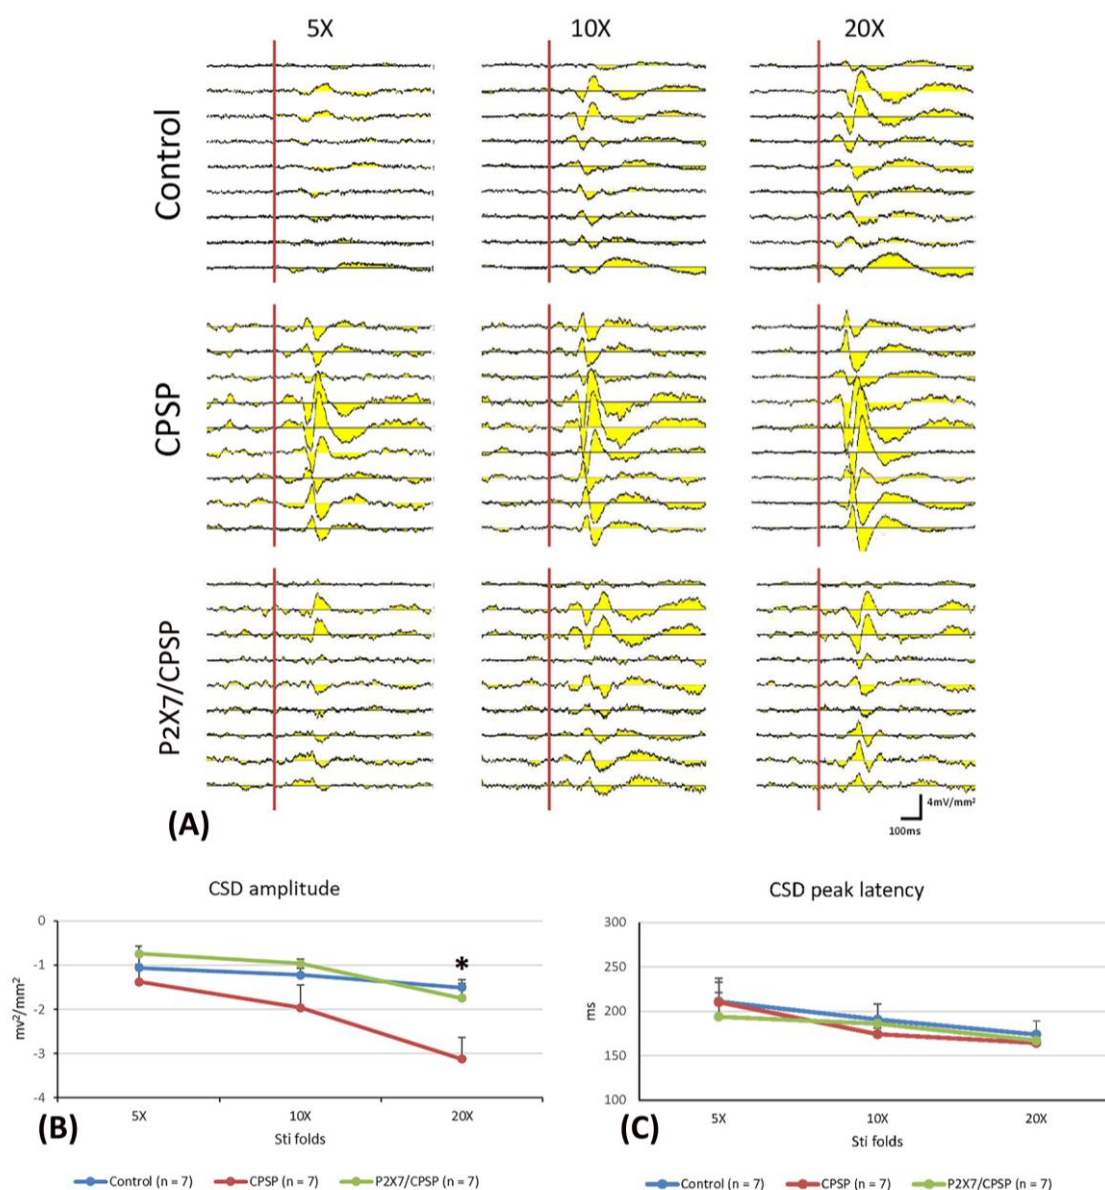 5X 10X 20X
Control
CPSP
P2X7/CPSP
4mV/mm²
100ms
(A)
CSD amplitude
0
-1
-2
-3
-4
mv²/mm²
*
5X 10X 20X
Sti folds
(B)
Control (n = 7) CPSP (n = 7) P2X7/CPSP (n = 7)
CSD peak latency
300
250
200
150
100
ms
5X 10X 20X
Sti folds
(C)
Control (n = 7) CPSP (n = 7) P2X7/CPSP (n = 7)